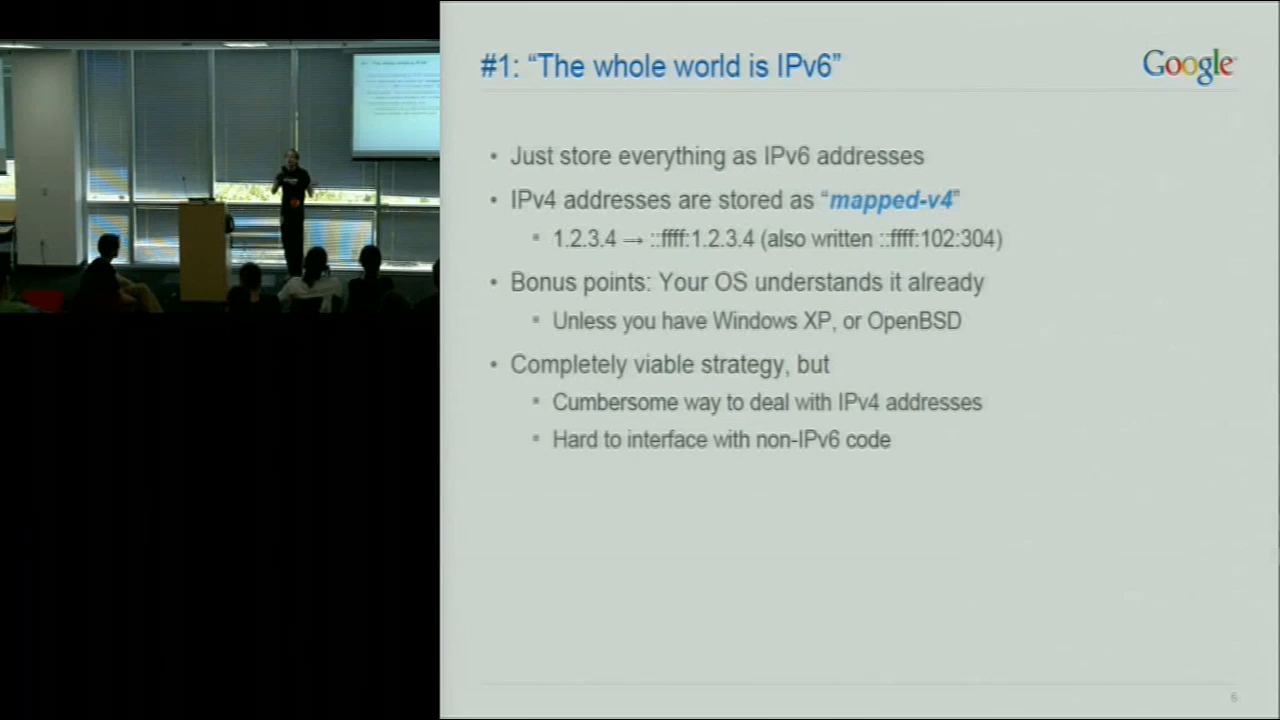 #1: “The whole world is IPv6”
Google
• Just store everything as IPv6 addresses
• IPv4 addresses are stored as “mapped-v4”
▪ 1.2.3.4 → ::ffff:1.2.3.4 (also written ::ffff:102:304)
• Bonus points: Your OS understands it already
▪ Unless you have Windows XP, or OpenBSD
• Completely viable strategy, but
▪ Cumbersome way to deal with IPv4 addresses
▪ Hard to interface with non-IPv6 code
6